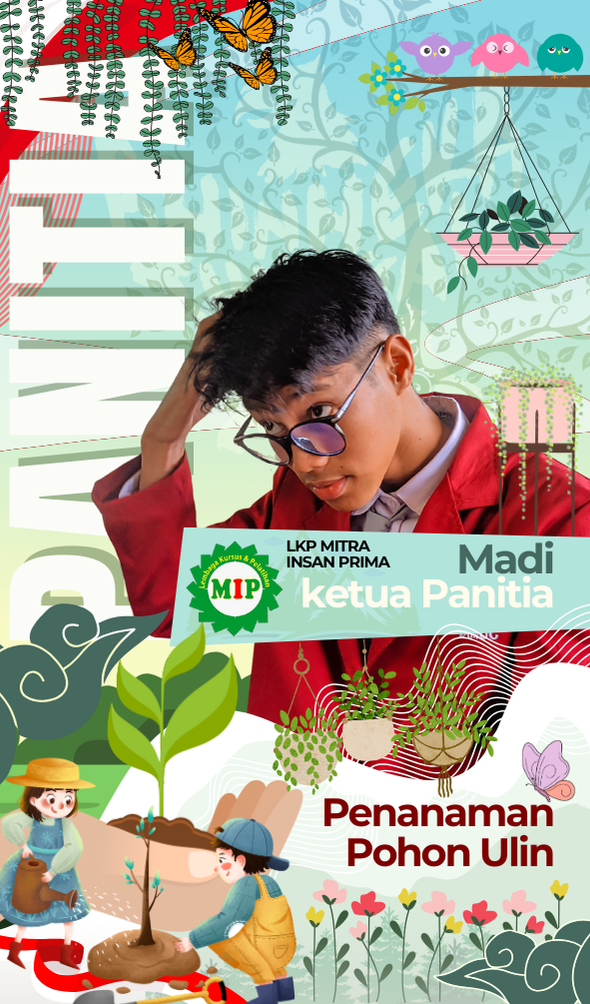 PANITIA
LKP MITRA
INSAN PRIMA
Madi
ketua Panitia
Lembaga Kursus & Pelatihan
MIP
Penanaman
Pohon Ulin